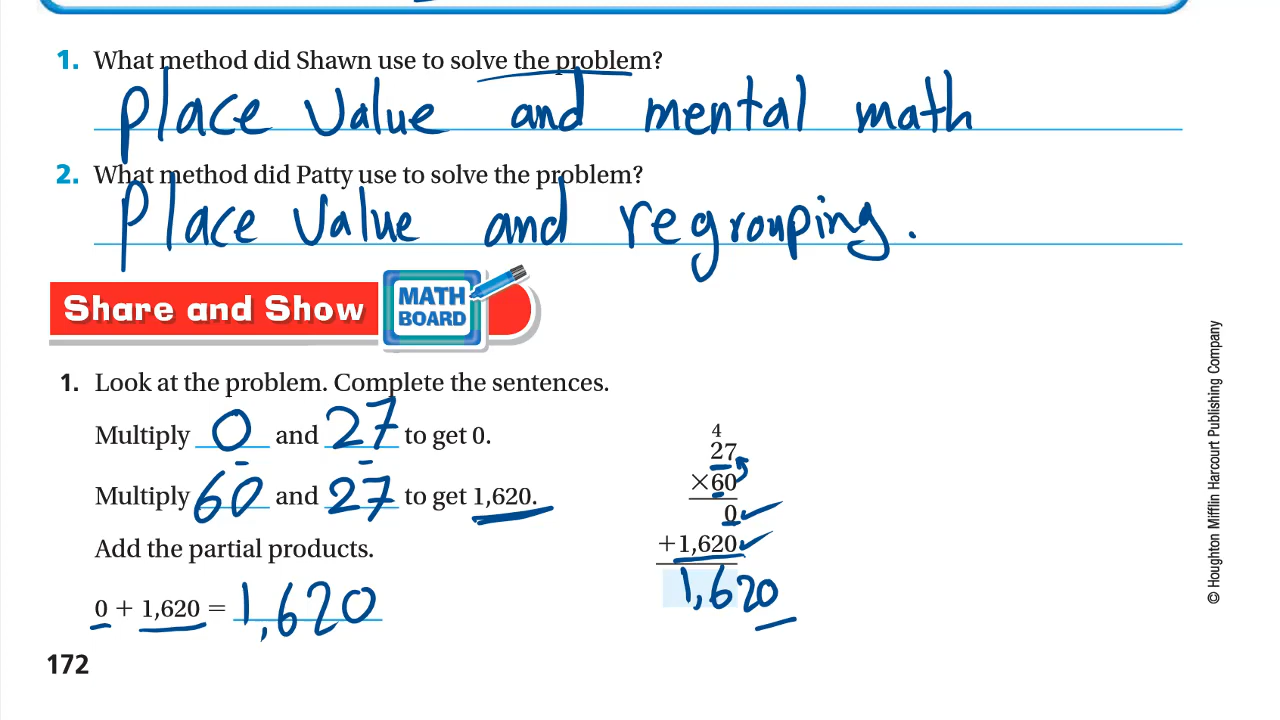 1. What method did Shawn use to solve the problem?
place value and mental math
2. What method did Patty use to solve the problem?
place value and regrouping.
Share and Show
MATH
BOARD
1. Look at the problem. Complete the sentences.
Multiply 0 and 27 to get 0.
Multiply 60 and 27 to get 1,620.
Add the partial products.
0 + 1,620 = 1,620
4
27
×60
0
+1,620
1,620
172
© Houghton Mifflin Harcourt Publishing Company